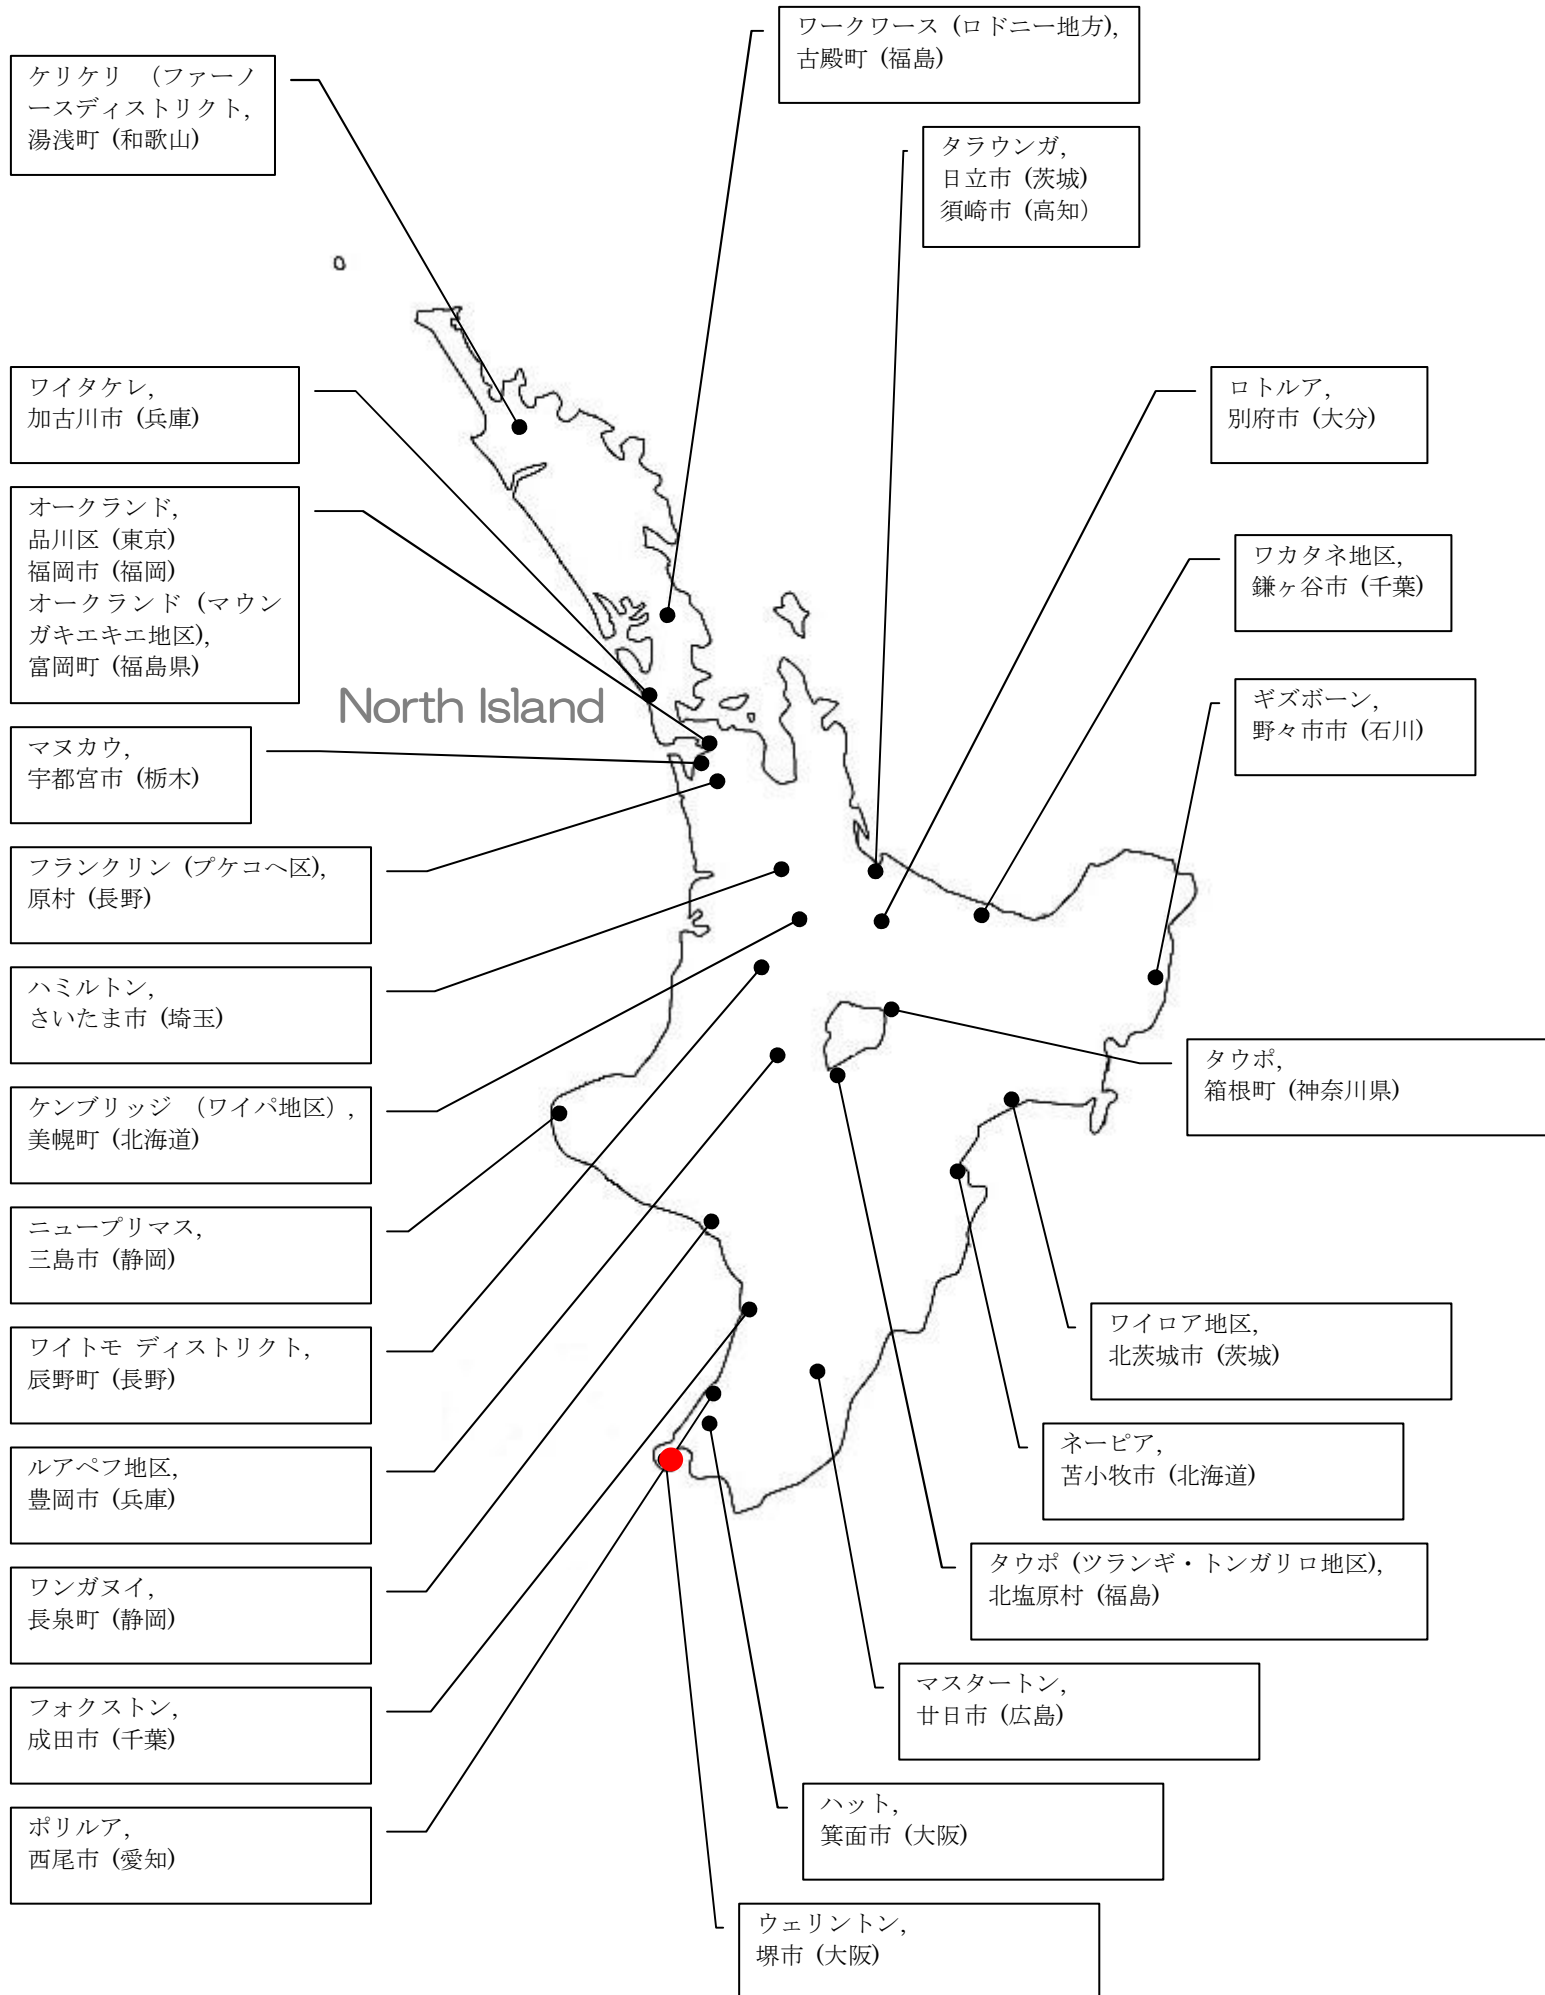 ワークワース (ロドニー地方),
古殿町 (福島)
ケリケリ （ファーノ
ースディストリクト,
湯浅町 (和歌山)
タラウンガ,
日立市 (茨城)
須崎市 (高知）
ワイタケレ,
加古川市 (兵庫)
ロトルア,
別府市 (大分)
オークランド,
品川区 (東京)
福岡市 (福岡)
オークランド (マウン
ガキエキエ地区),
富岡町 (福島県)
ワカタネ地区,
鎌ヶ谷市 (千葉)
North Island
ギズボーン,
野々市市 (石川)
マヌカウ,
宇都宮市 (栃木)
フランクリン (プケコヘ区),
原村 (長野)
ハミルトン,
さいたま市 (埼玉)
タウポ,
箱根町 (神奈川県)
ケンブリッジ （ワイパ地区）,
美幌町 (北海道)
ニュープリマス,
三島市 (静岡)
ワイロア地区,
北茨城市 (茨城)
ワイトモ ディストリクト,
辰野町 (長野)
ネーピア,
苫小牧市 (北海道)
ルアペフ地区,
豊岡市 (兵庫)
タウポ (ツランギ・トンガリロ地区),
北塩原村 (福島)
ワンガヌイ,
長泉町 (静岡)
マスタートン,
廿日市 (広島)
フォクストン,
成田市 (千葉)
ハット,
箕面市 (大阪)
ポリルア,
西尾市 (愛知)
ウェリントン,
堺市 (大阪)